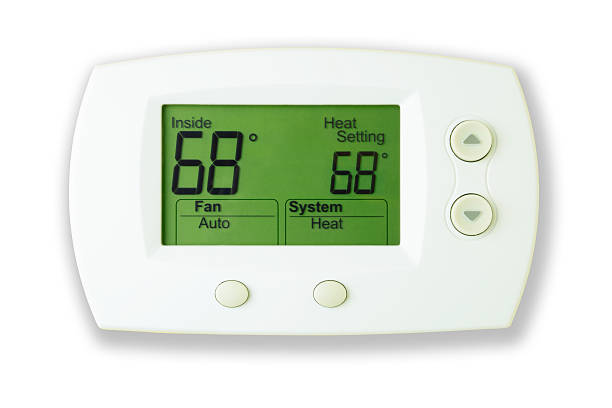 Inside
68°
Heat
Setting
68°
Fan
Auto
System
Heat